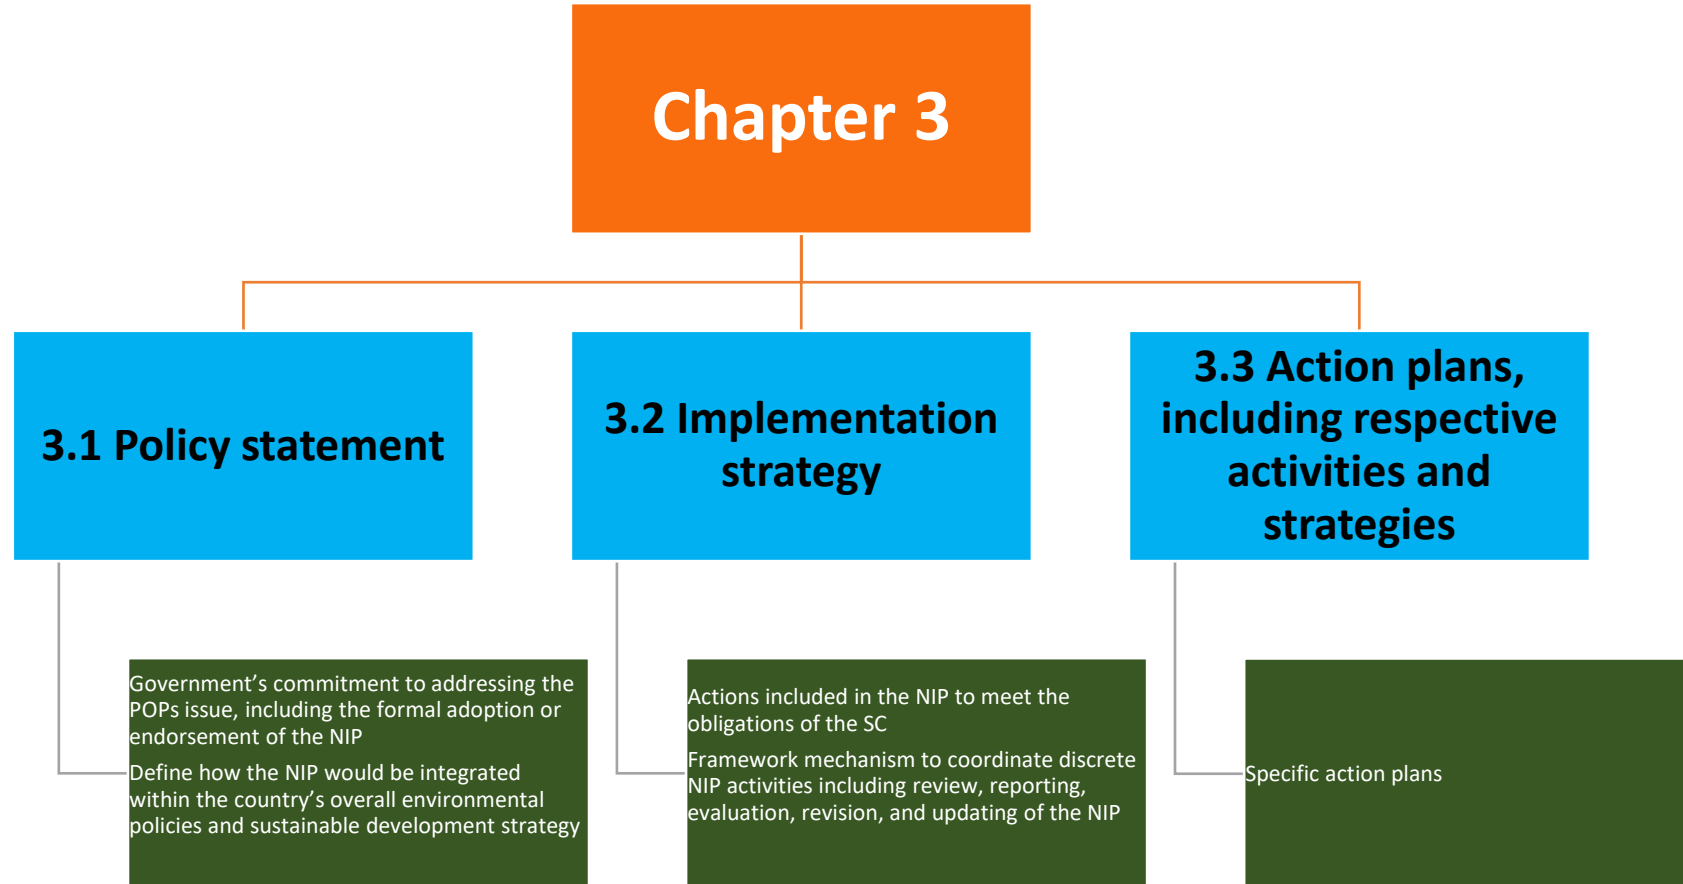 Chapter 3
3.1 Policy statement
3.2 Implementation
strategy
3.3 Action plans,
including respective
activities and
strategies
Government’s commitment to addressing the
POPs issue, including the formal adoption or
endorsement of the NIP
Define how the NIP would be integrated
within the country’s overall environmental
policies and sustainable development strategy
Actions included in the NIP to meet the
obligations of the SC
Framework mechanism to coordinate discrete
NIP activities including review, reporting,
evaluation, revision, and updating of the NIP
Specific action plans